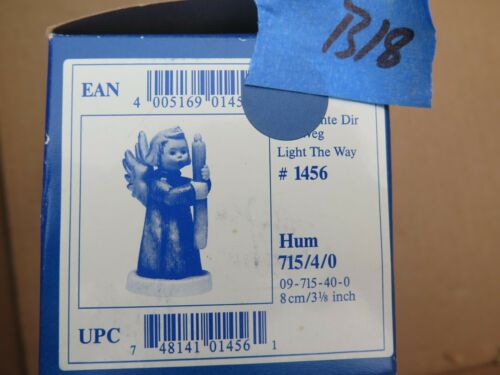 B18
EAN
4 005169 0145
nte Dir
Weg
Light The Way
# 1456
Hum
715/4/0
09-715-40-0
8cm/3⅛ inch
UPC
7 48141 01456 1